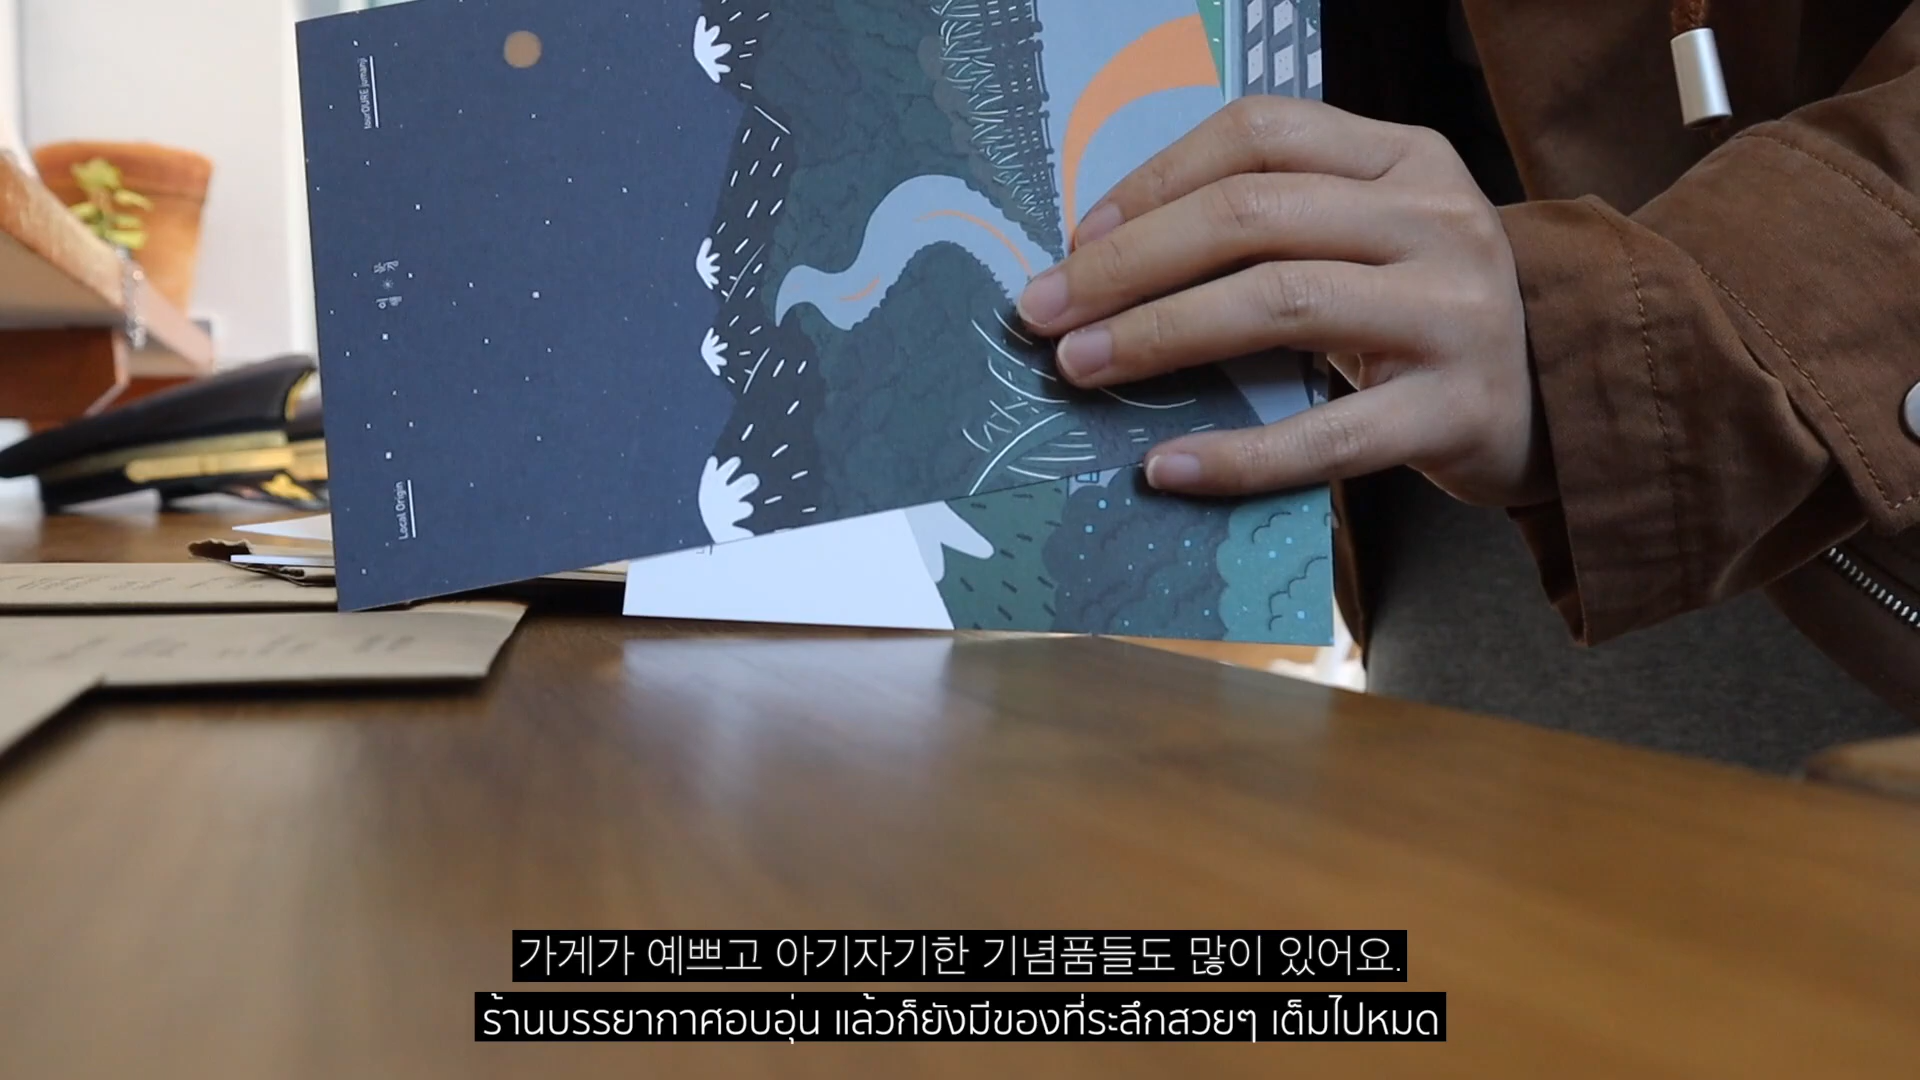 tourDURE jumanji
Local Origin
가게가 예쁘고 아기자기한 기념품들도 많이 있어요.
ร้านบรรยากาศอบอุ่น แล้วก็ยังมีของที่ระลึกสวยๆ เต็มไปหมด